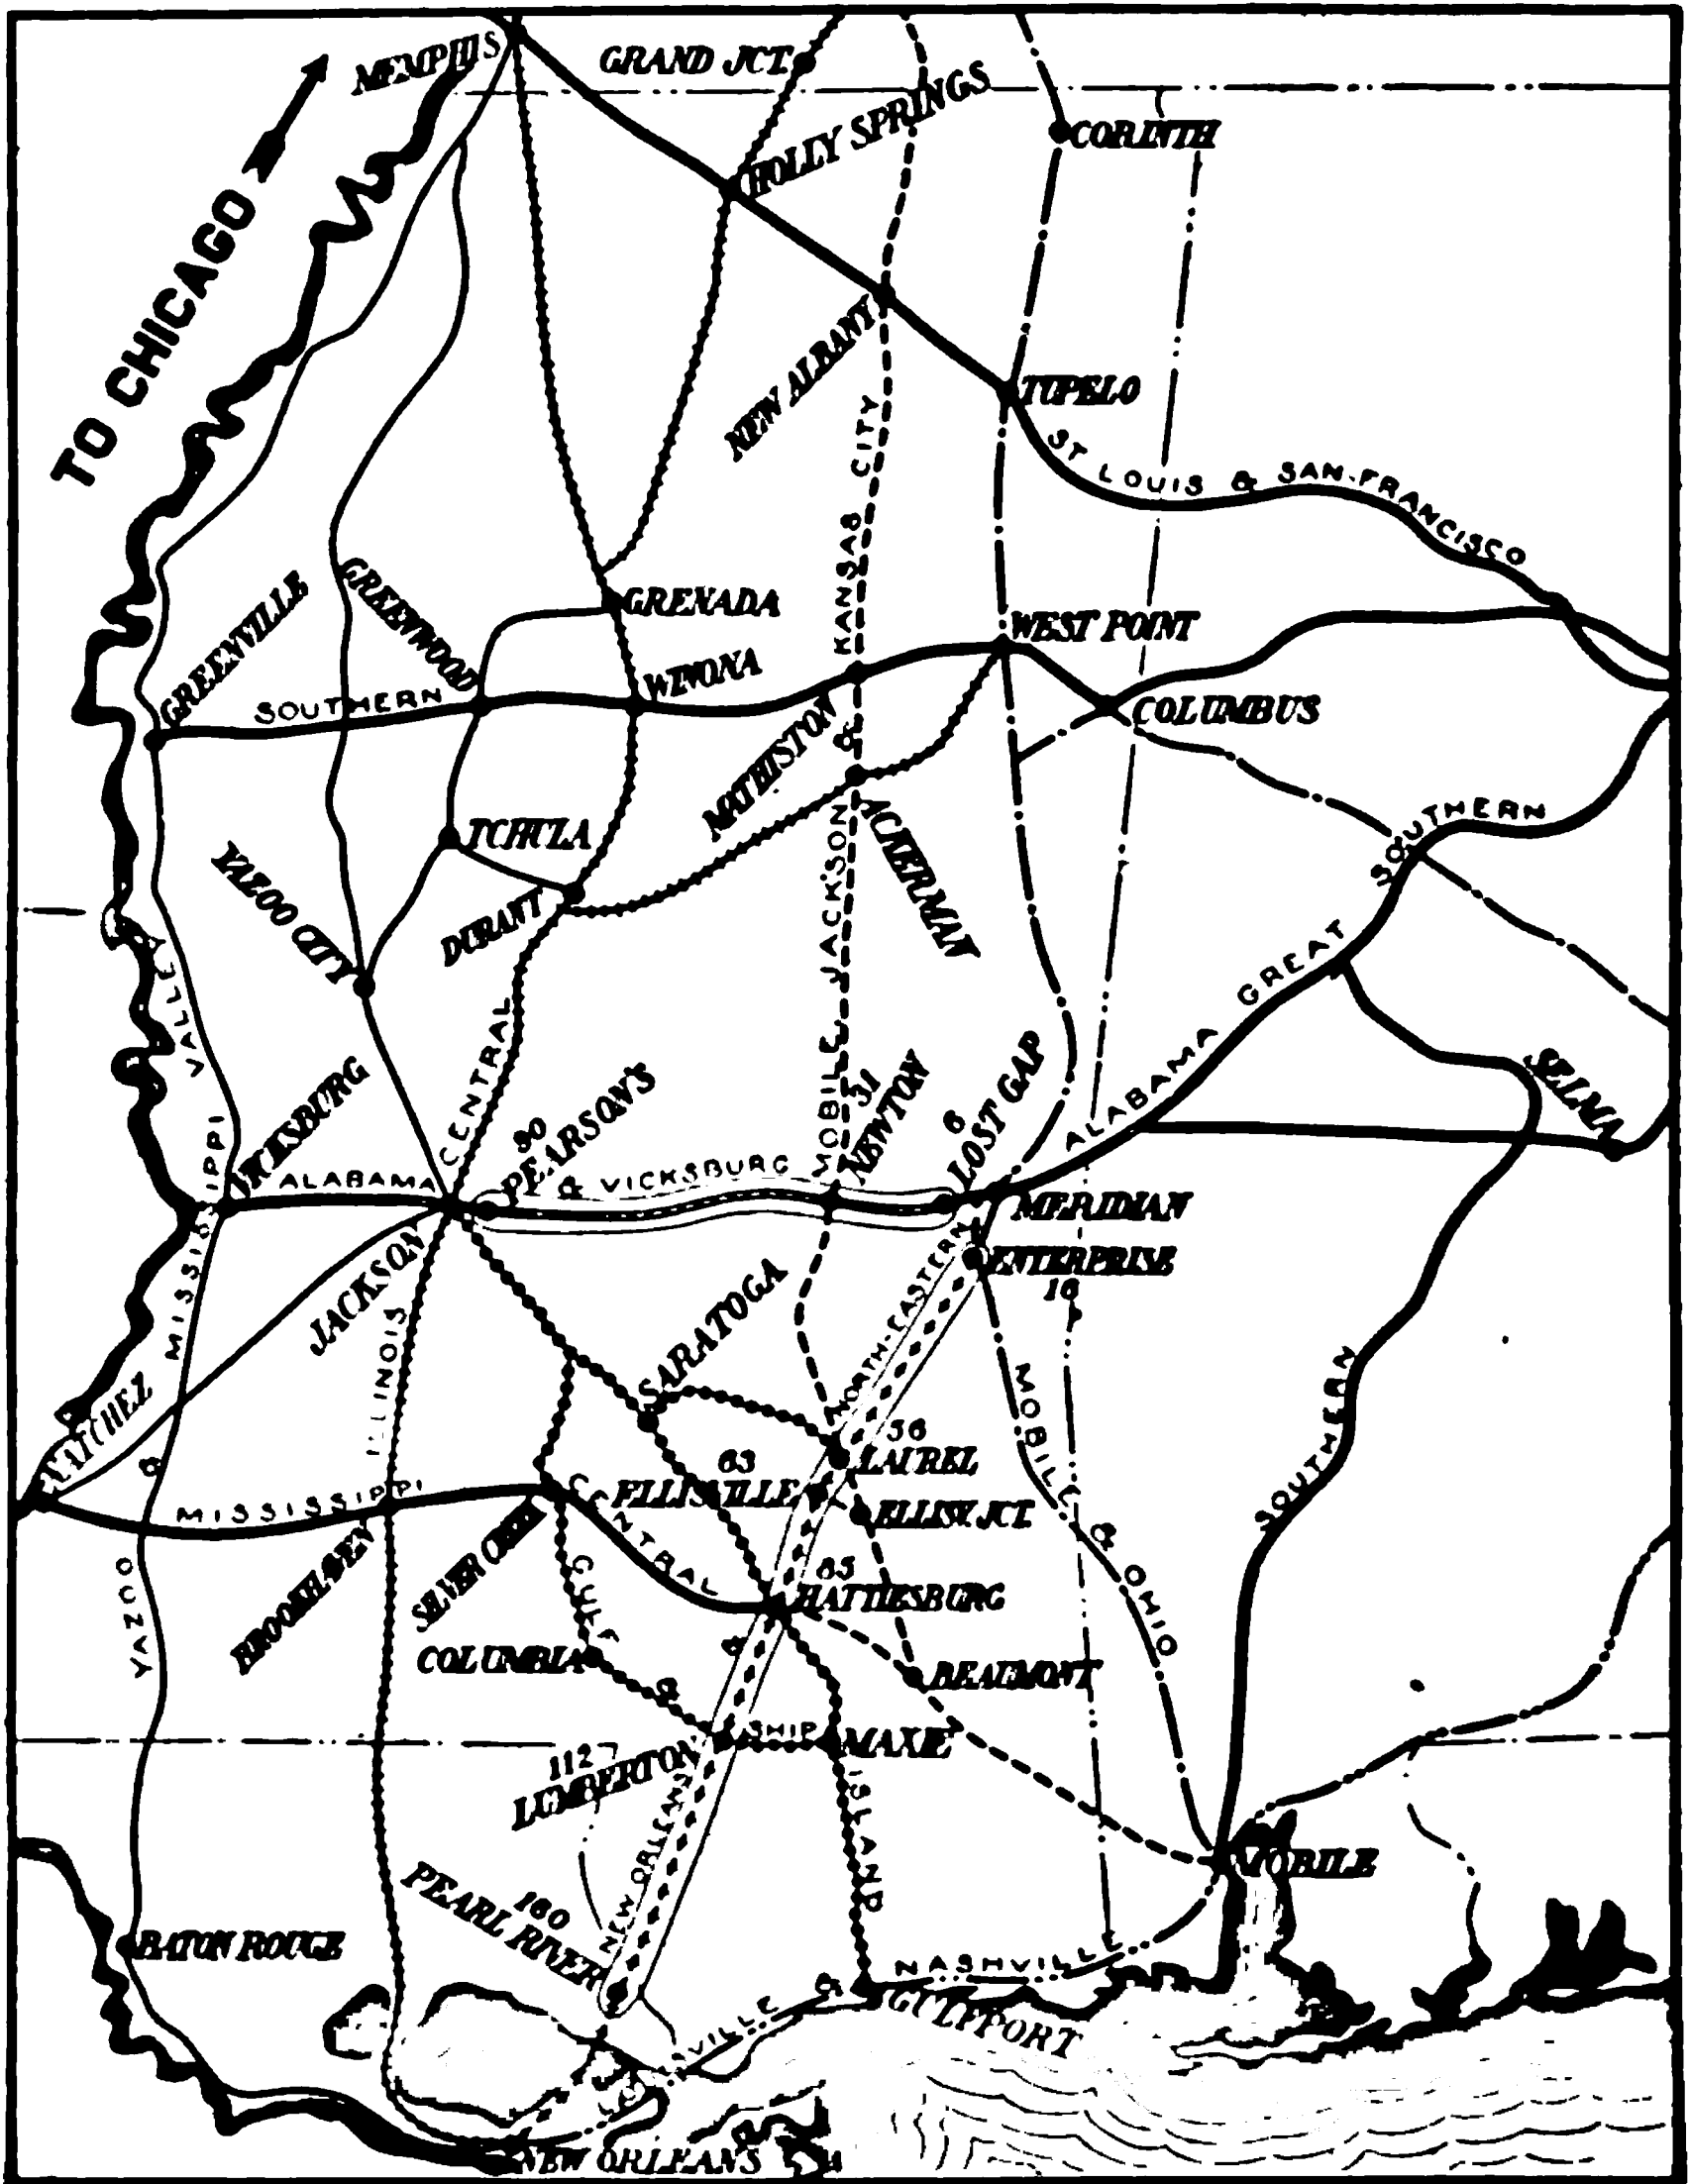 MEMPHIS
GRAND JCT.
HOLLY SPRINGS
CORINTH
TO CHICAGO
NEW ALBANY
TUPELO
KANSAS CITY
ST LOUIS & SAN-FRANCISCO
GREENVILLE
GREENWOOD
GRENADA
WEST POINT
WINONA
SOUTHERN
MATHISTON
&
COLUMBUS
TCHULA
YAZOO CITY
DURANT
ACKERMAN
MOBILE JACKSON
SOUTHERN
ALABAMA GREAT
SELMA
VALLEY
CENTRAL
VICKSBURG
90
PEARSON'S
31
NEWTON
6
LOST GAP
ALABAMA & VICKSBURG
MERIDIAN
ENTERPRISE
18
MISSISSIPPI
JACKSON
ILLINOIS
SARATOGA
NORTH-EASTERN
NATCHEZ
&
56
LAUREL
63
ELLISVILLE
ELLISV. JCT.
MOBILE & OHIO
SOUTHERN
MISSISSIPPI CENTRAL
YAZOO
BROOKHAVEN
SILVER CREEK
GULF
85
HATTIESBURG
COLUMBIA
&
&
BEAUMONT
SHIP
MAXIE
ISLAND
112
LUMBERTON
NEW ORLEANS
160
PEARL RIVER
MOBILE
BATON ROUGE
LOUISVILLE & NASHVILLE
GULFPORT
NEW ORLEANS